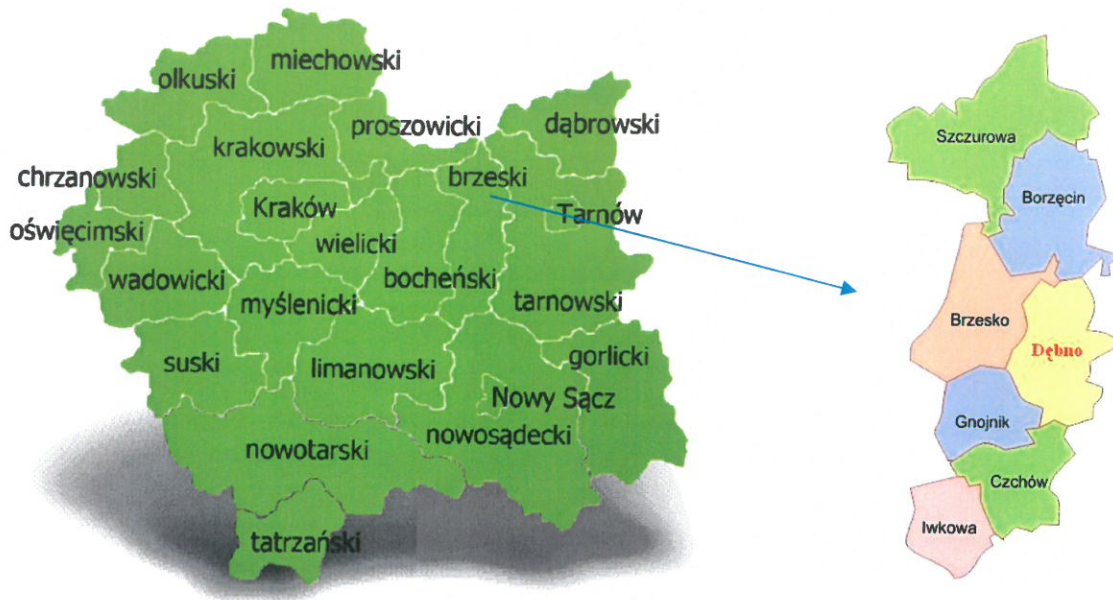 miechowski
olkuski
proszowicki
dąbrowski
krakowski
chrzanowski
brzeski
Kraków
Tarnów
oświęcimski
wielicki
wadowicki
bocheński
myślenicki
tarnowski
suski
limanowski
gorlicki
Nowy Sącz
nowotarski
nowosądecki
tatrzański
Szczurowa
Borzęcin
Brzesko
Dębno
Gnojnik
Czchów
Iwkowa